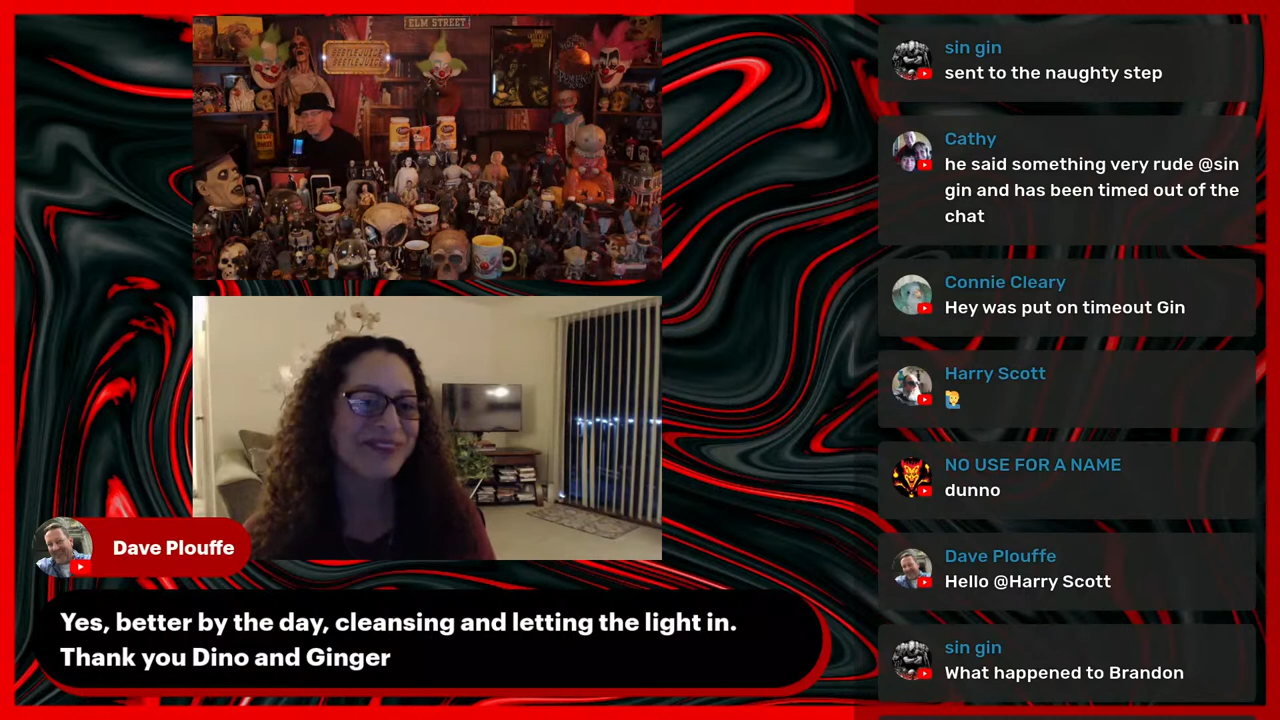 ELM STREET
BEETLEJUICE
BEETLEJUICE
Dave Plouffe
Yes, better by the day, cleansing and letting the light in.
Thank you Dino and Ginger
sin gin
sent to the naughty step
Cathy
he said something very rude @sin
gin and has been timed out of the
chat
Connie Cleary
Hey was put on timeout Gin
Harry Scott
🙋‍♂️
NO USE FOR A NAME
dunno
Dave Plouffe
Hello @Harry Scott
sin gin
What happened to Brandon